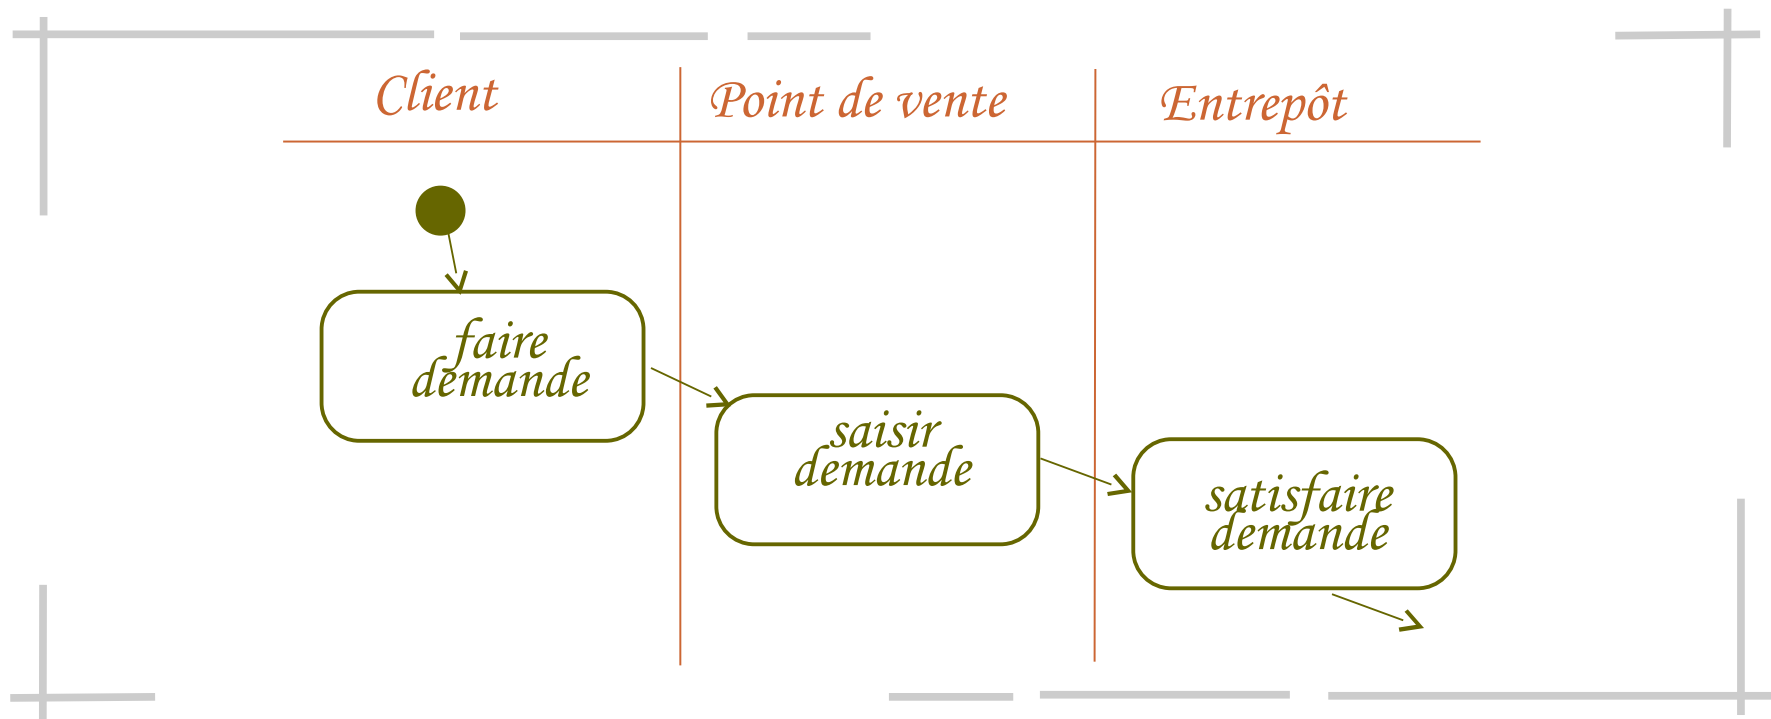 Client
Point de vente
Entrepôt
faire
demande
saisir
demande
satisfaire
demande